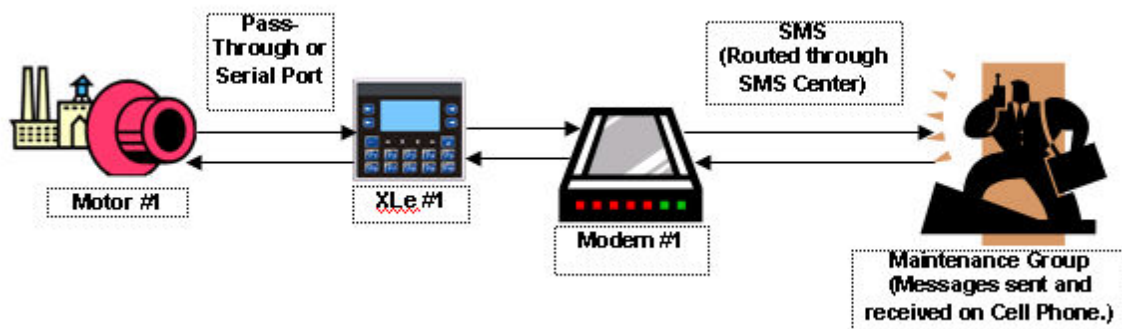 Pass-
Through or
Serial Port
SMS
(Routed through
SMS Center)
Motor #1
XLe #1
Modem #1
Maintenance Group
(Messages sent and
received on Cell Phone.)